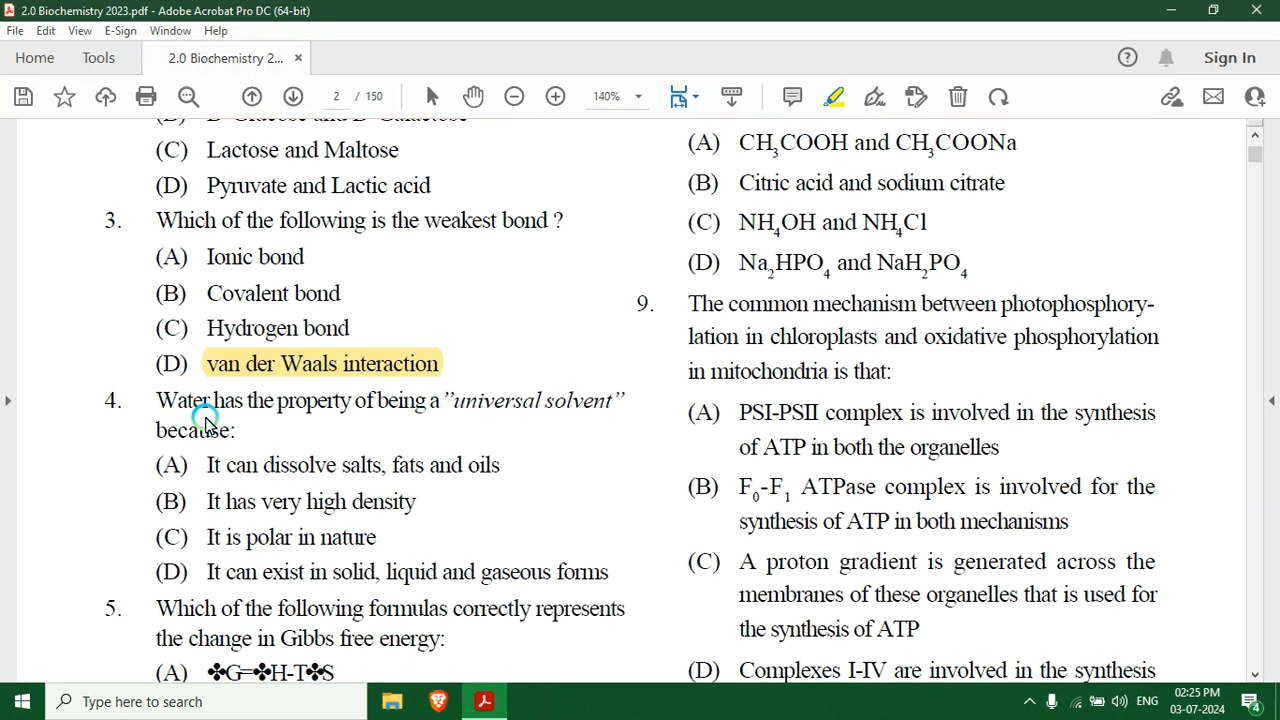 2.0 Biochemistry 2023.pdf - Adobe Acrobat Pro DC (64-bit)
File Edit View E-Sign Window Help
Home Tools 2.0 Biochemistry 2... × Sign In
2 / 150 140%
(C) Lactose and Maltose
(D) Pyruvate and Lactic acid
3. Which of the following is the weakest bond ?
(A) Ionic bond
(B) Covalent bond
(C) Hydrogen bond
(D) van der Waals interaction
4. Water has the property of being a "universal solvent"
because:
(A) It can dissolve salts, fats and oils
(B) It has very high density
(C) It is polar in nature
(D) It can exist in solid, liquid and gaseous forms
5. Which of the following formulas correctly represents
the change in Gibbs free energy:
(A) ✤G=✤H-T✤S
(A) CH₃COOH and CH₃COONa
(B) Citric acid and sodium citrate
(C) NH₄OH and NH₄Cl
(D) Na₂HPO₄ and NaH₂PO₄
9. The common mechanism between photophosphory-
lation in chloroplasts and oxidative phosphorylation
in mitochondria is that:
(A) PSI-PSII complex is involved in the synthesis
of ATP in both the organelles
(B) F₀-F₁ ATPase complex is involved for the
synthesis of ATP in both mechanisms
(C) A proton gradient is generated across the
membranes of these organelles that is used for
the synthesis of ATP
(D) Complexes I-IV are involved in the synthesis
Type here to search
ENG
02:25 PM
03-07-2024
4